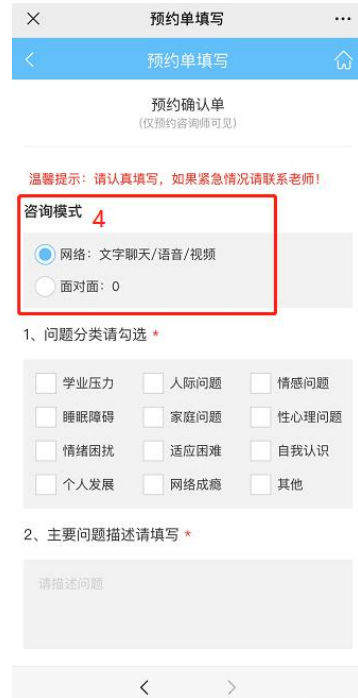 预约单填写
预约单填写
预约确认单
(仅预约咨询师可见)
温馨提示：请认真填写，如果紧急情况请联系老师！
咨询模式 4
网络：文字聊天/语音/视频
面对面：0
1、问题分类请勾选 *
学业压力 人际问题 情感问题
睡眠障碍 家庭问题 性心理问题
情绪困扰 适应困难 自我认识
个人发展 网络成瘾 其他
2、主要问题描述请填写 *
请描述问题